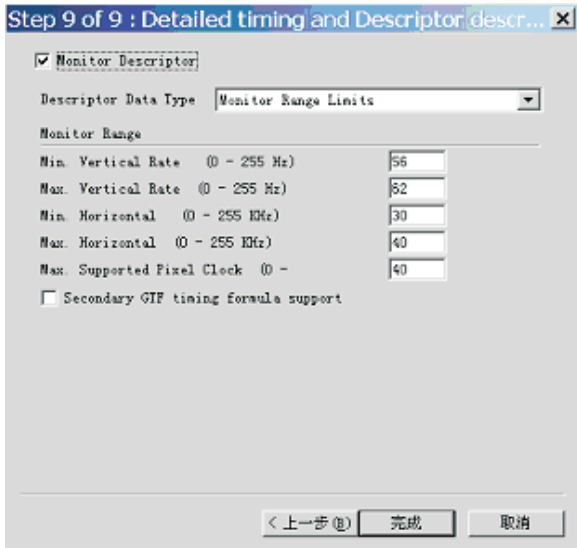 Step 9 of 9 : Detailed timing and Descriptor descr...
Monitor Descriptor
Descriptor Data Type Monitor Range Limits
Monitor Range
Min. Vertical Rate (0 - 255 Hz) 56
Max. Vertical Rate (0 - 255 Hz) 62
Min. Horizontal (0 - 255 KHz) 30
Max. Horizontal (0 - 255 KHz) 40
Max. Supported Pixel Clock (0 - 40
Secondary GTF timing formula support
< 上一步(B) 完成 取消